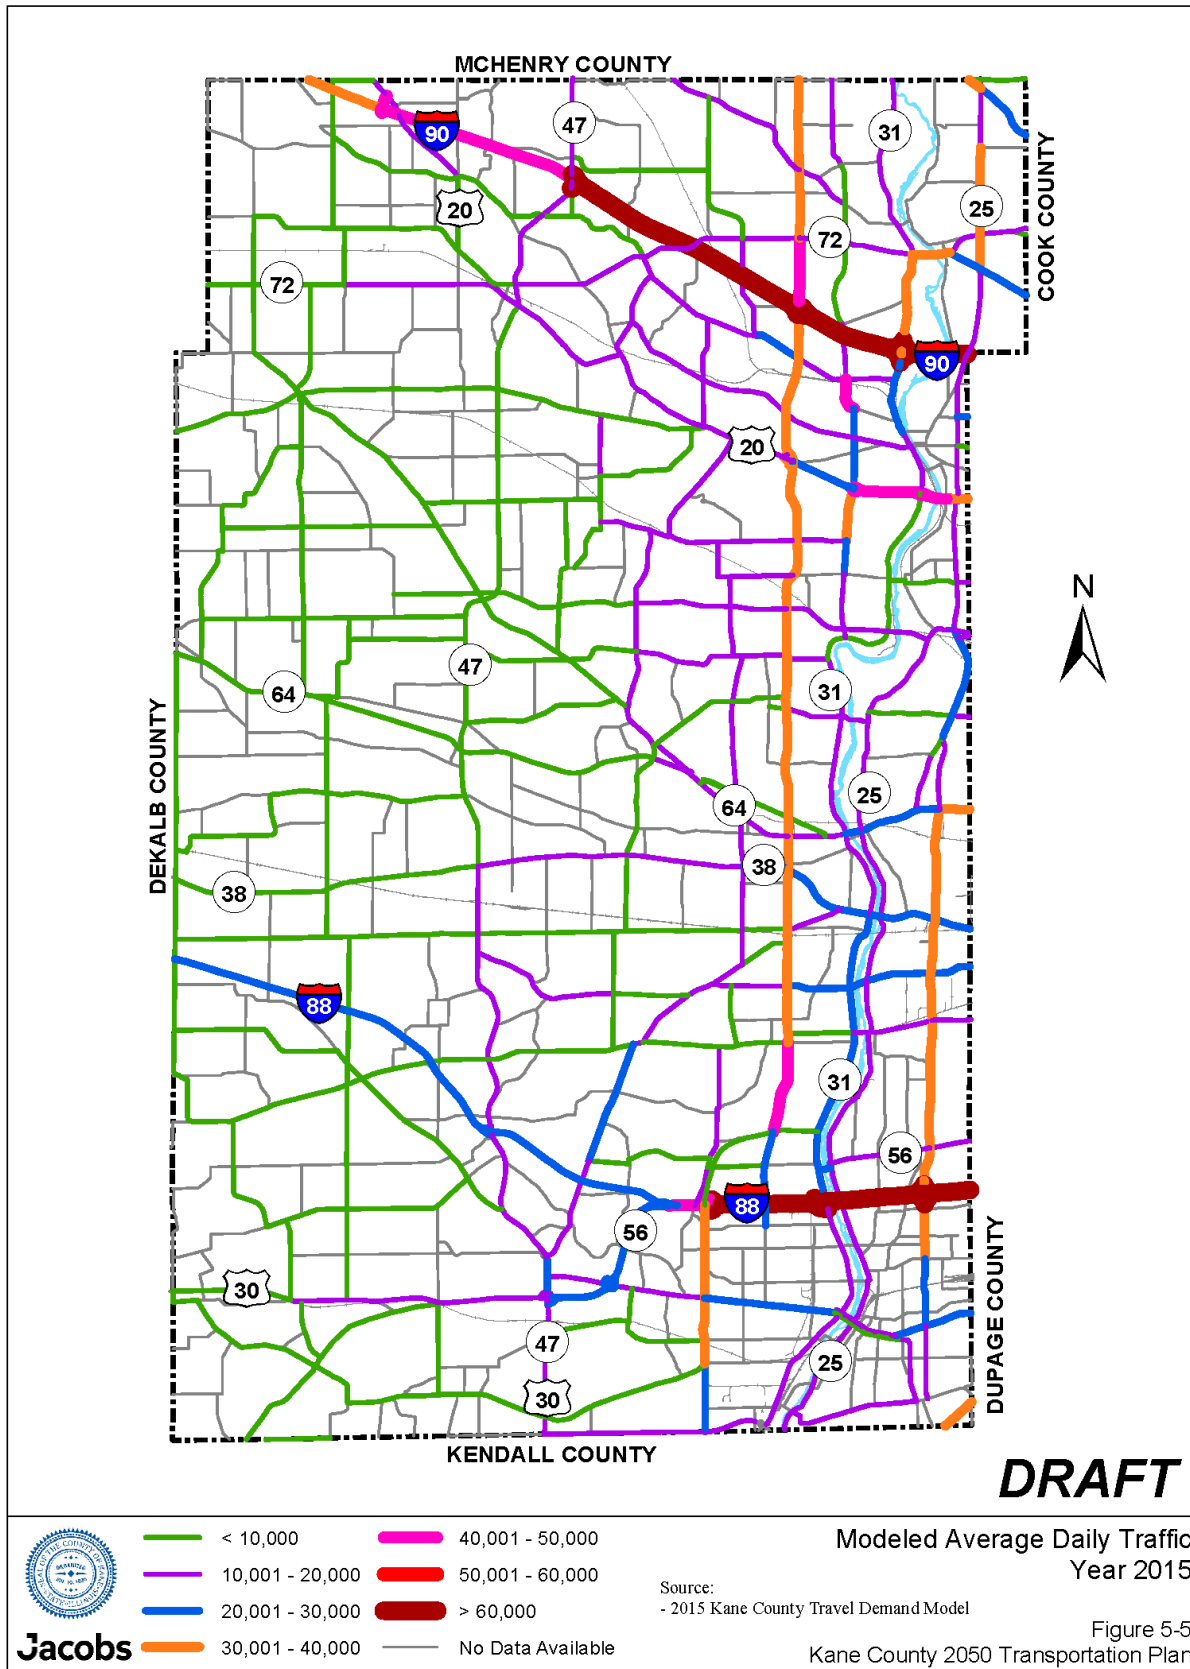 MCHENRY COUNTY
90
47
31
20
25
72
72
COOK COUNTY
90
20
N
47
64
31
DEKALB COUNTY
25
64
38
38
88
31
56
88
56
30
DUPAGE COUNTY
47
25
30
KENDALL COUNTY
DRAFT
< 10,000
10,001 - 20,000
20,001 - 30,000
30,001 - 40,000
40,001 - 50,000
50,001 - 60,000
> 60,000
No Data Available
Jacobs
Source:
- 2015 Kane County Travel Demand Model
Modeled Average Daily Traffic
Year 2015
Figure 5-5
Kane County 2050 Transportation Plan